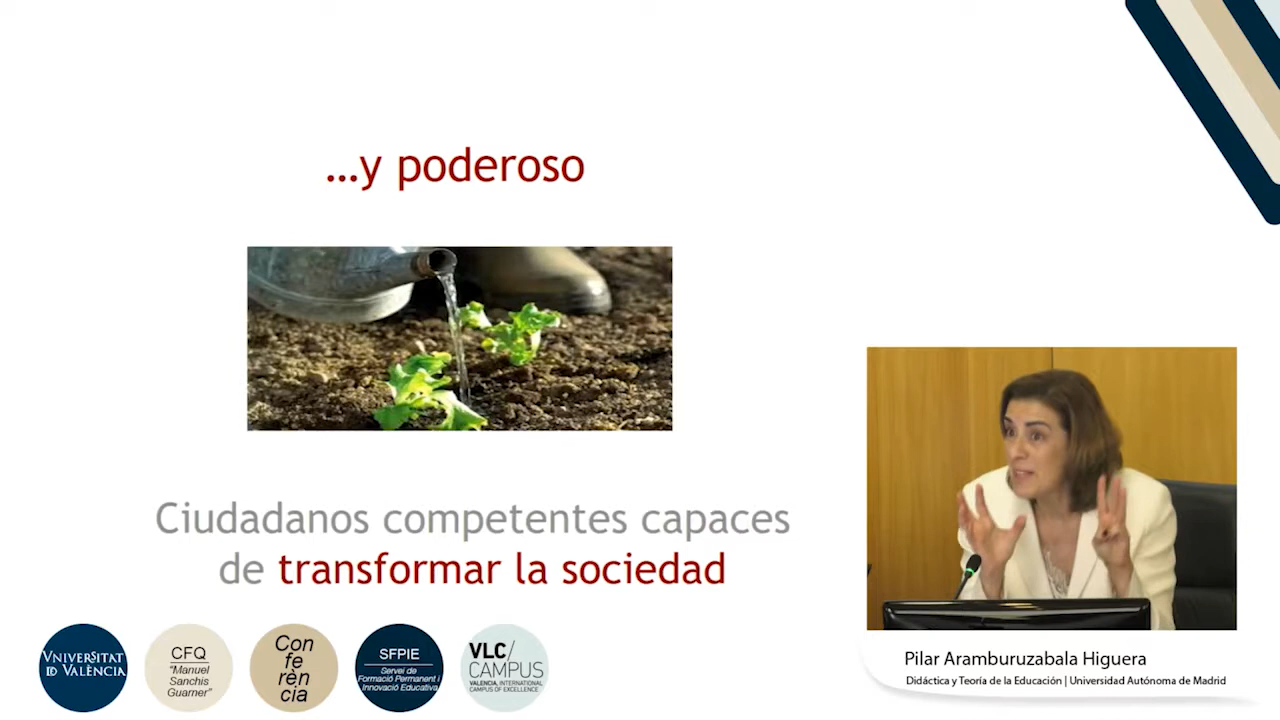 ...y poderoso
Ciudadanos competentes capaces
de transformar la sociedad
VNIVERSITAT
ID VALÈNCIA
CFQ
"Manuel
Sanchis
Guarner"
Con
fe
rèn
cia
SFPIE
Servei de
Formació Permanent i
Innovació Educativa
VLC/
CAMPUS
VALENCIA, INTERNATIONAL
CAMPUS OF EXCELLENCE
Pilar Aramburuzabala Higuera
Didáctica y Teoría de la Educación | Universidad Autónoma de Madrid